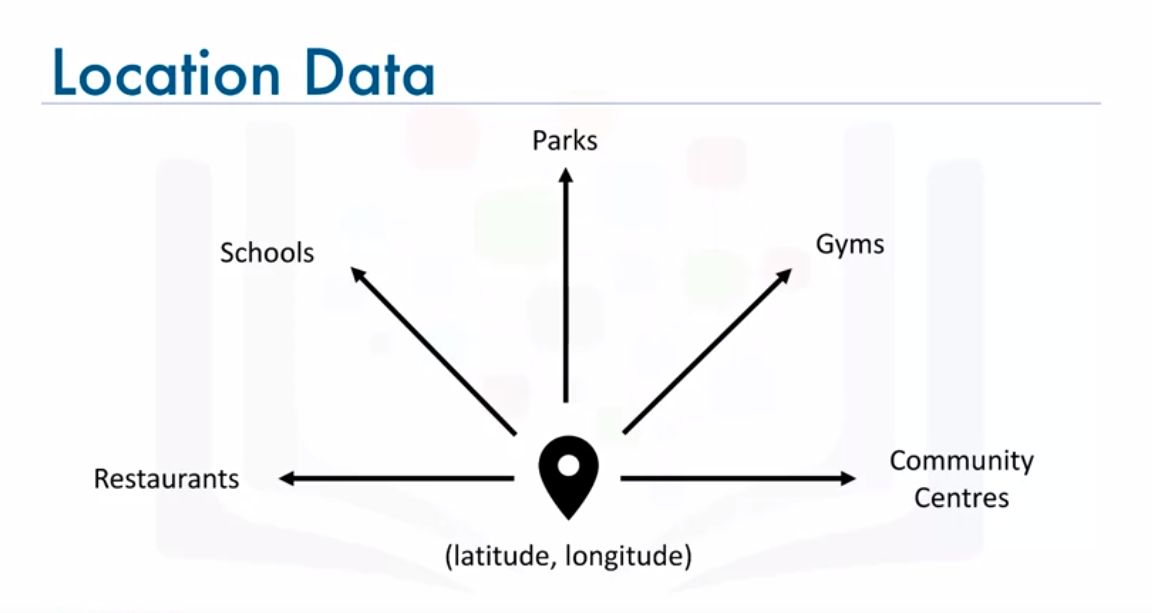 Location Data
Parks
Schools
Gyms
Restaurants
Community
Centres
(latitude, longitude)